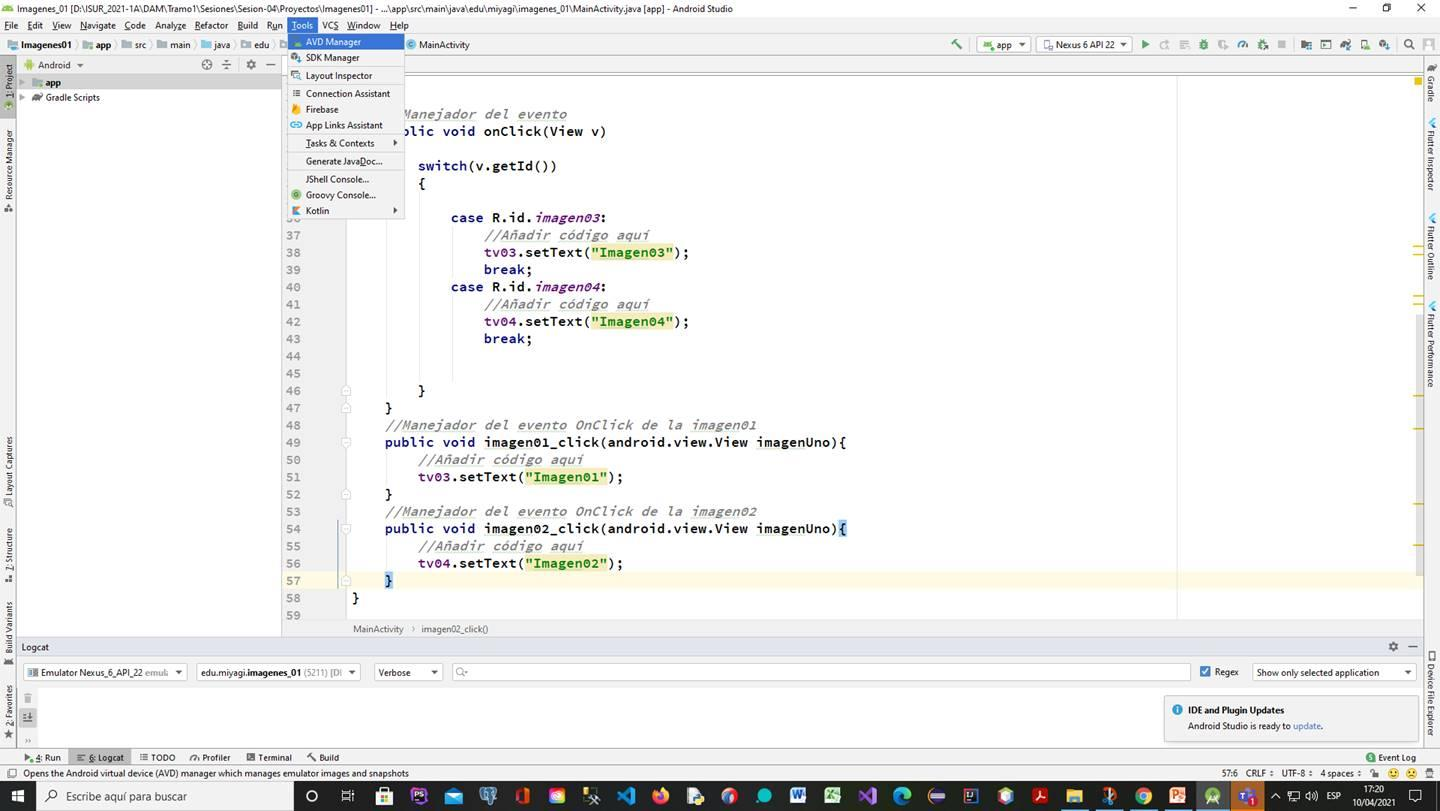 Imagenes_01 [D:\ISUR_2021-1A\DAM\Tramo1\Sesiones\Sesion-04\Proyectos\Imagenes01] - ...\app\src\main\java\edu\miyagi\imagenes_01\MainActivity.java [app] - Android Studio
File Edit View Navigate Code Analyze Refactor Build Run Tools VCS Window Help
Imagenes01 app src main java edu MainActivity app Nexus 6 API 22
AVD Manager
SDK Manager
Layout Inspector
Connection Assistant
Firebase
App Links Assistant
Tasks & Contexts
Generate JavaDoc...
JShell Console...
Groovy Console...
Kotlin
1: Project
Resource Manager
Layout Captures
Z: Structure
Build Variants
2: Favorites
Android
app
Gradle Scripts
Manejador del evento
blic void onClick(View v)
switch(v.getId())
{
36 case R.id.imagen03:
37 //Añadir código aquí
38 tv03.setText("Imagen03");
39 break;
40 case R.id.imagen04:
41 //Añadir código aquí
42 tv04.setText("Imagen04");
43 break;
44
45
46 }
47 }
48 //Manejador del evento OnClick de la imagen01
49 public void imagen01_click(android.view.View imagenUno){
50 //Añadir código aquí
51 tv03.setText("Imagen01");
52 }
53 //Manejador del evento OnClick de la imagen02
54 public void imagen02_click(android.view.View imagenUno){
55 //Añadir código aquí
56 tv04.setText("Imagen02");
57 }
58 }
59
MainActivity › imagen02_click()
Gradle
Flutter Inspector
Flutter Outline
Flutter Performance
Device File Explorer
Logcat
Emulator Nexus_6_API_22 emula edu.miyagi.imagenes_01 (5211) [DE Verbose Regex Show only selected application
IDE and Plugin Updates
Android Studio is ready to update.
4: Run 6: Logcat TODO Profiler Terminal Build 5 Event Log
Opens the Android virtual device (AVD) manager which manages emulator images and snapshots 57:6 CRLF UTF-8 4 spaces
Escribe aquí para buscar ESP 17:20
10/04/2021